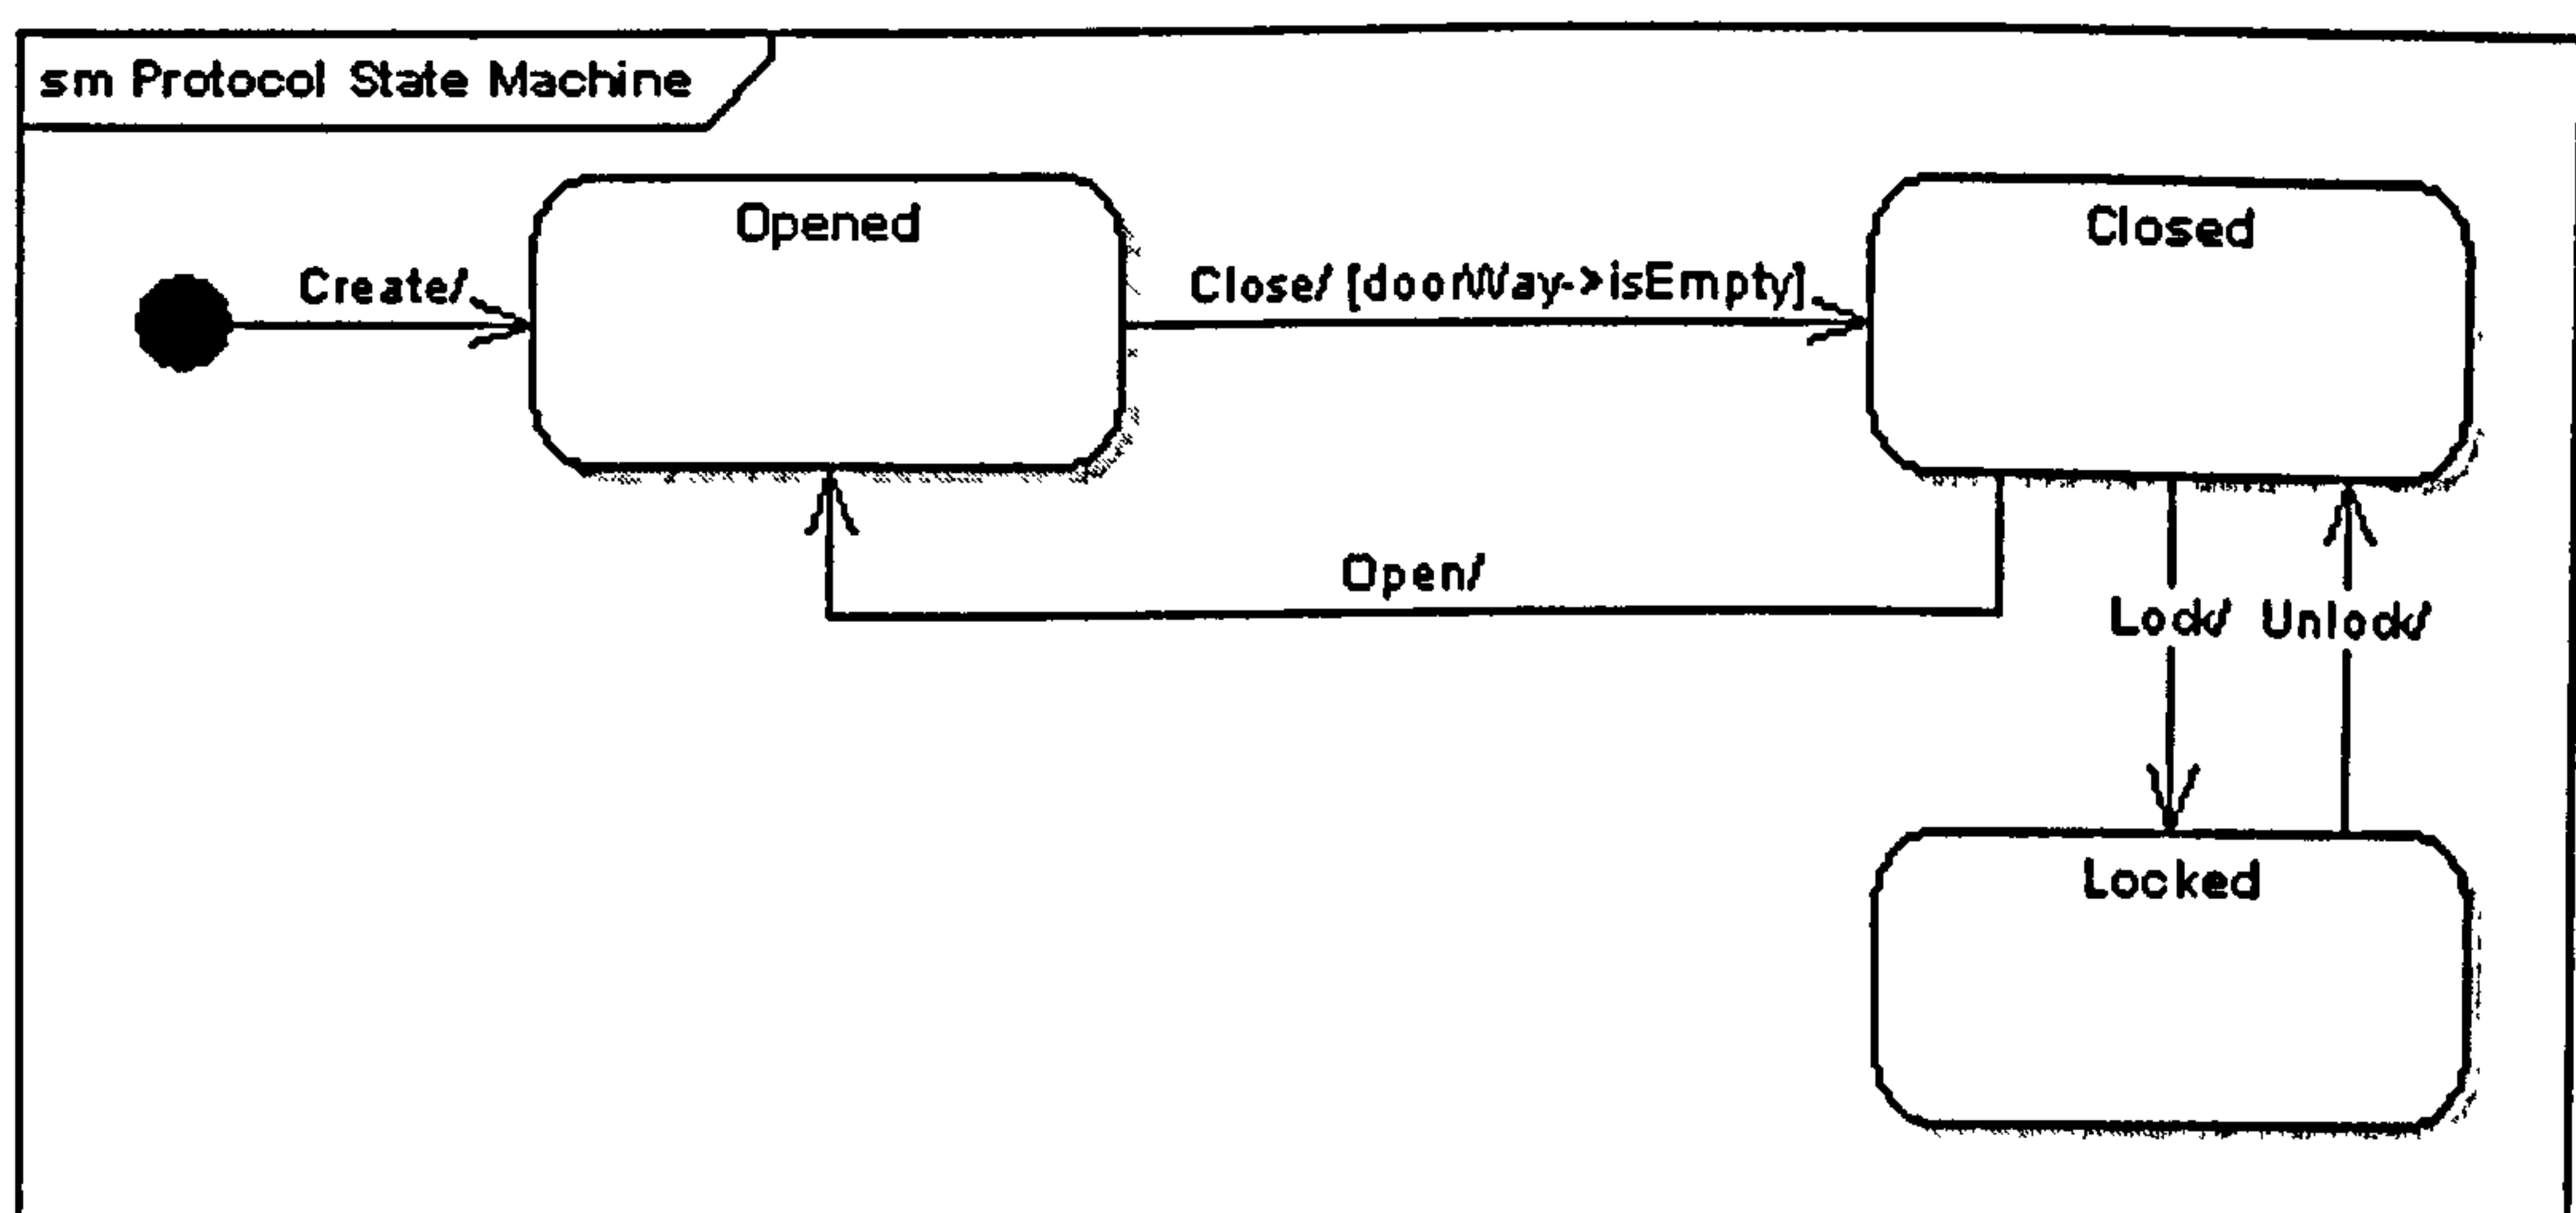 sm Protocol State Machine
Opened
Closed
Create/
Close/ [doorWay->isEmpty]
Open/
Lock/
Unlock/
Locked